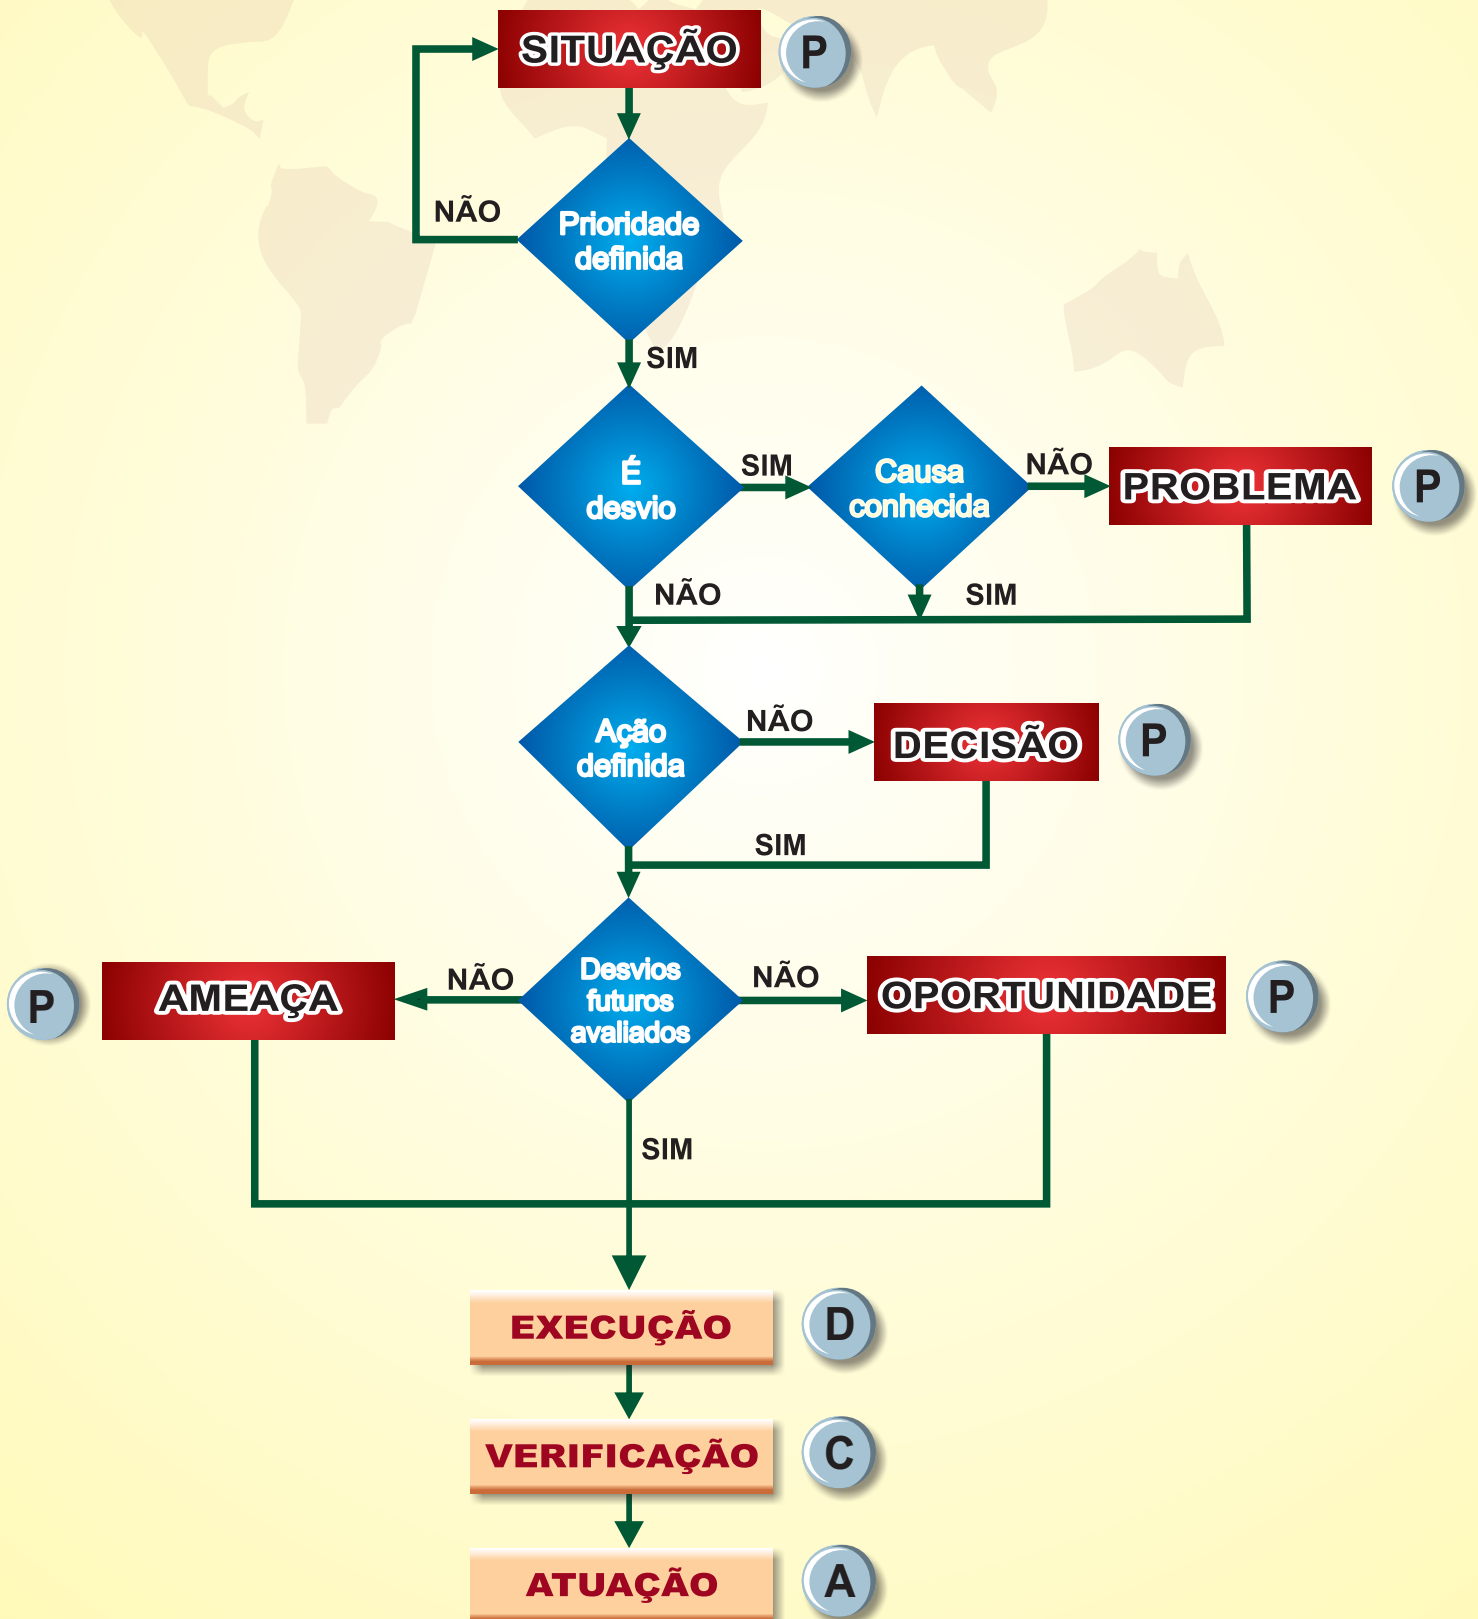 SITUAÇÃO
P
NÃO
Prioridade
definida
SIM
É
desvio
SIM
Causa
conhecida
NÃO
PROBLEMA
P
NÃO
SIM
Ação
definida
NÃO
DECISÃO
P
SIM
P
AMEAÇA
NÃO
Desvios
futuros
avaliados
NÃO
OPORTUNIDADE
P
SIM
EXECUÇÃO
D
VERIFICAÇÃO
C
ATUAÇÃO
A